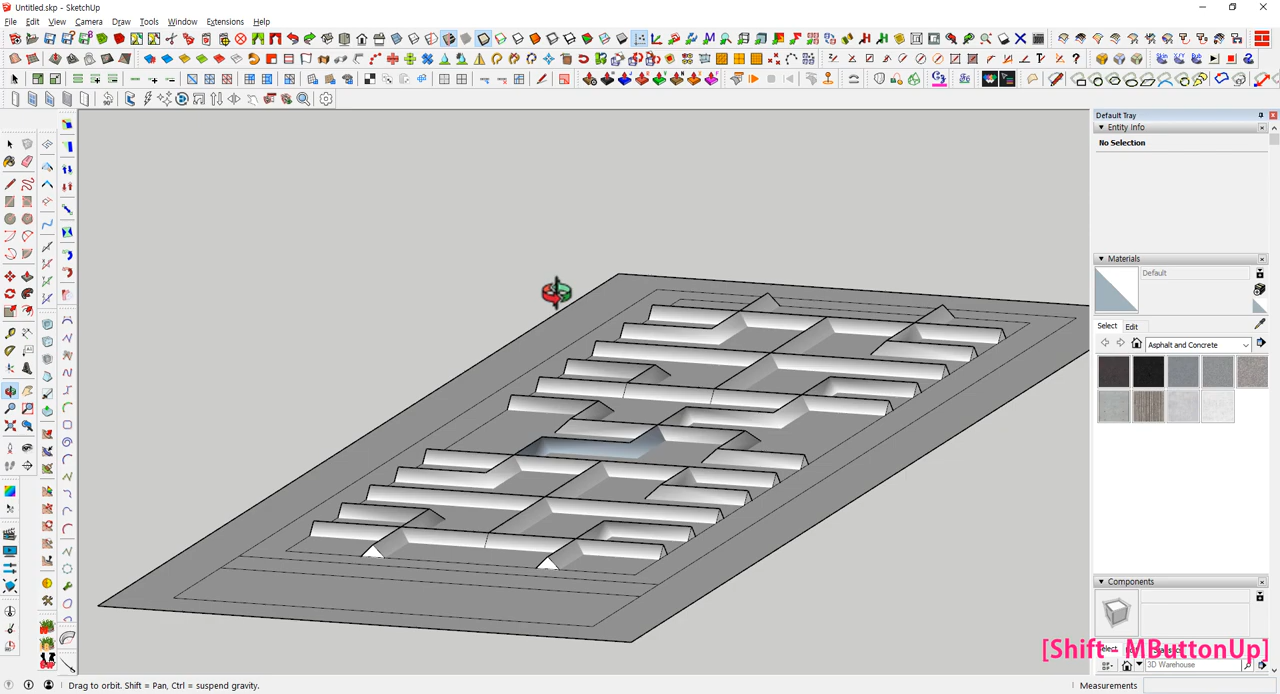 Untitled.skp - SketchUp
File Edit View Camera Draw Tools Window Extensions Help
Default Tray
Entity Info
No Selection
Materials
Default
Select Edit
Asphalt and Concrete
Components
[Shift- MButtonUp]
3D Warehouse
Drag to orbit. Shift = Pan, Ctrl = suspend gravity.
Measurements